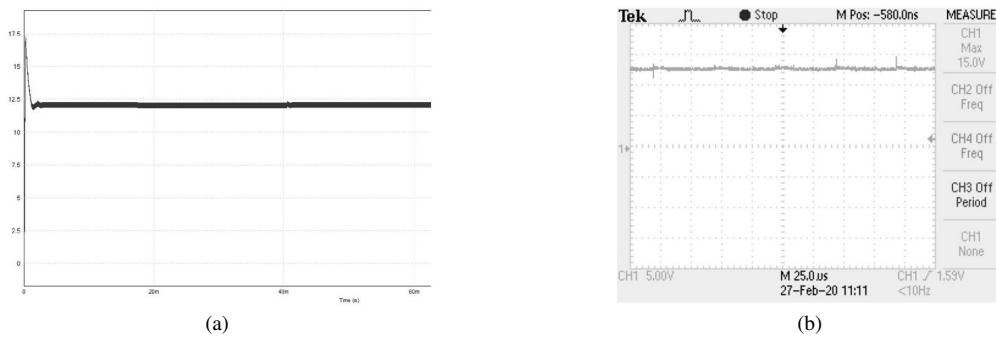 17.5
15
12.5
10
7.5
5
2.5
0
0
20m
40m
60m
Time (s)
(a)
Tek
Stop
M Pos: -580.0ns
MEASURE
CH1
Max
15.0V
CH2 Off
Freq
CH4 Off
Freq
CH3 Off
Period
CH1
None
1
CH1 5.00V
M 25.0us
CH1
1.59V
27-Feb-20 11:11
<10Hz
(b)